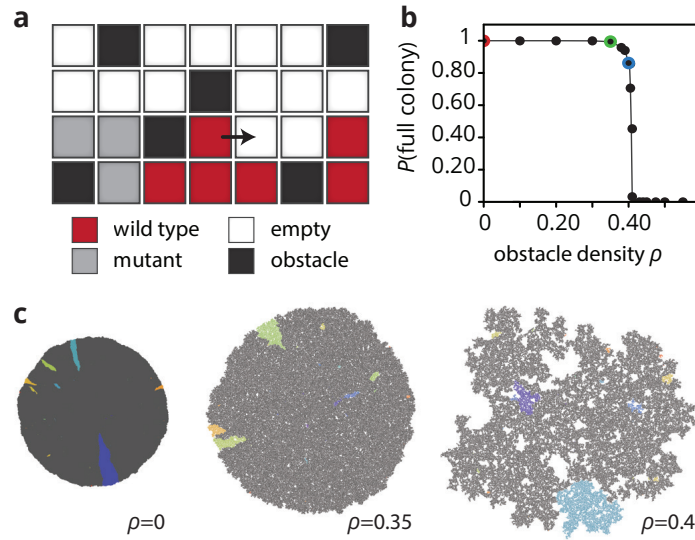 a
wild type
empty
mutant
obstacle
b
P(full colony)
1
0.80
0.60
0.40
0.20
0
0
0.20
0.40
obstacle density ρ
c
ρ=0
ρ=0.35
ρ=0.4